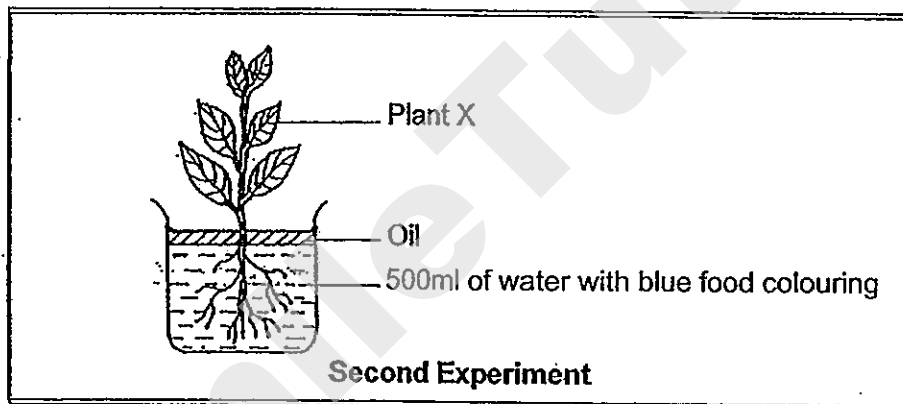 Plant X
Oil
500ml of water with blue food colouring
Second Experiment